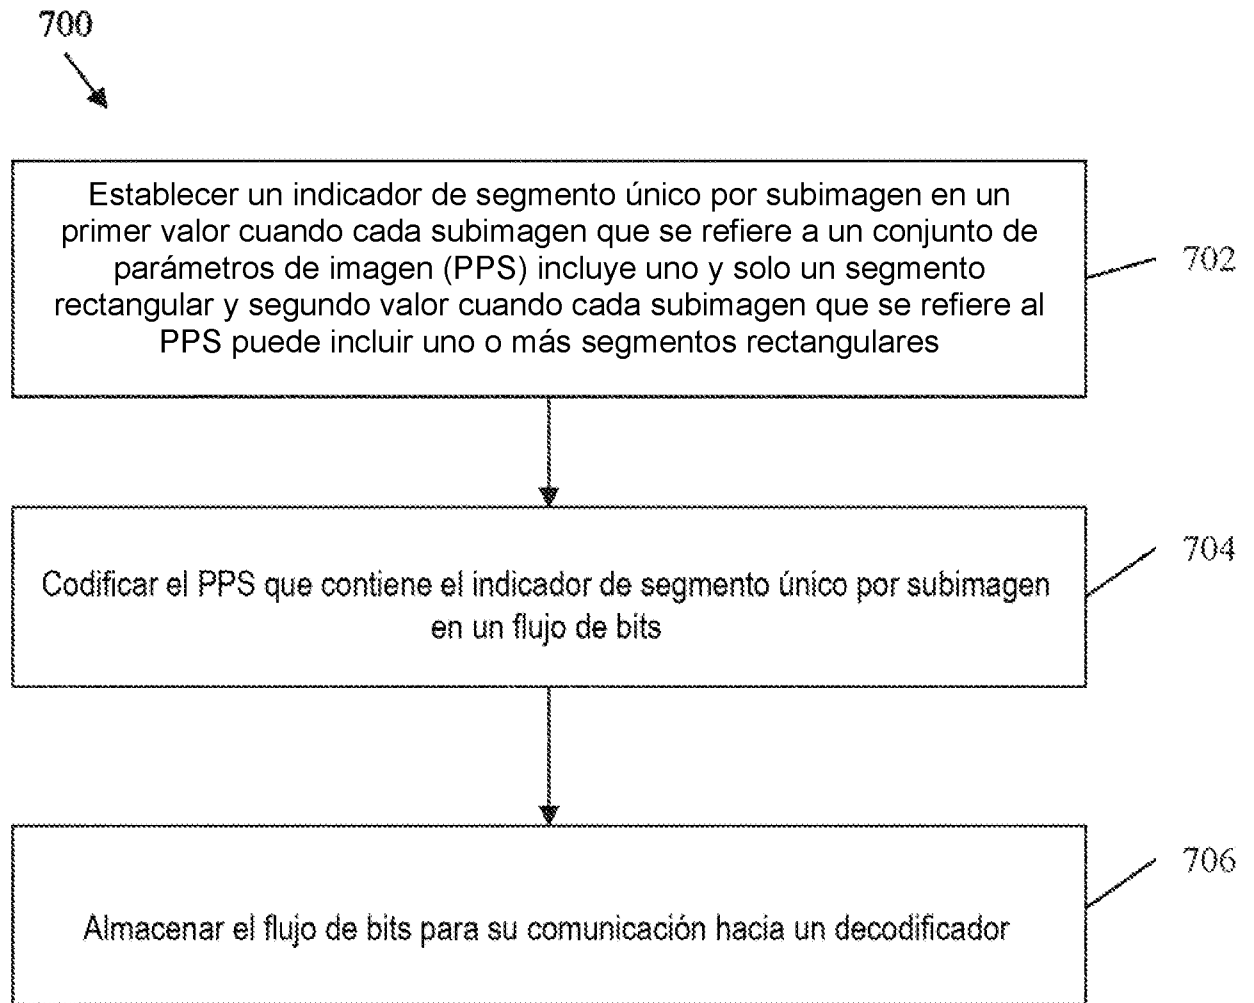 700
Establecer un indicador de segmento único por subimagen en un
primer valor cuando cada subimagen que se refiere a un conjunto de
parámetros de imagen (PPS) incluye uno y solo un segmento
rectangular y segundo valor cuando cada subimagen que se refiere al
PPS puede incluir uno o más segmentos rectangulares
702
Codificar el PPS que contiene el indicador de segmento único por subimagen
en un flujo de bits
704
Almacenar el flujo de bits para su comunicación hacia un decodificador
706